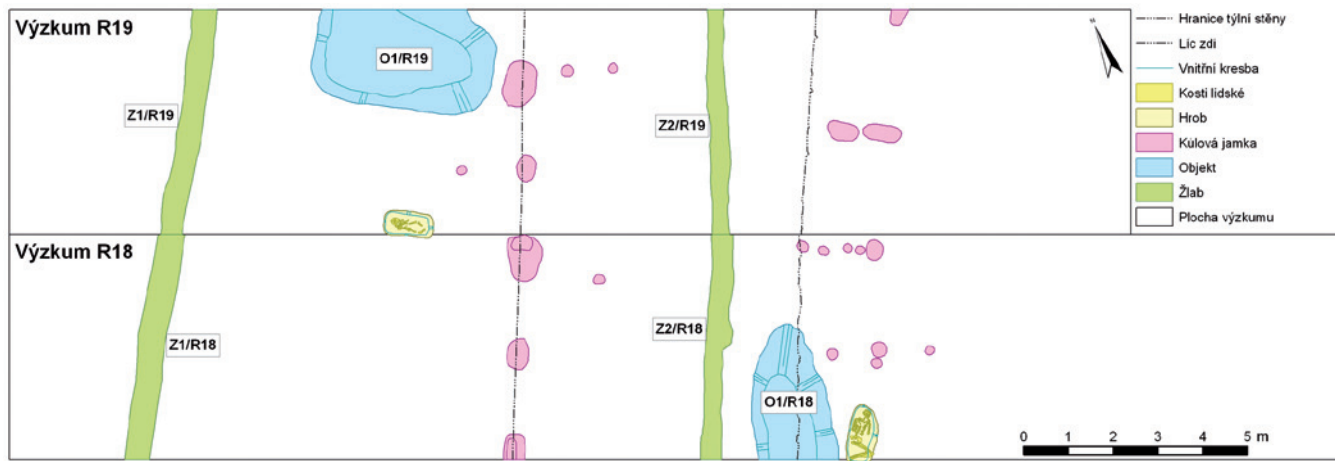 Výzkum R19
O1/R19
Z1/R19
Z2/R19
Výzkum R18
Z1/R18
Z2/R18
O1/R18
N
Hranice týlní stěny
Líc zdi
Vnitřní kresba
Kosti lidské
Hrob
Kůlová jamka
Objekt
Žlab
Plocha výzkumu
0 1 2 3 4 5 m